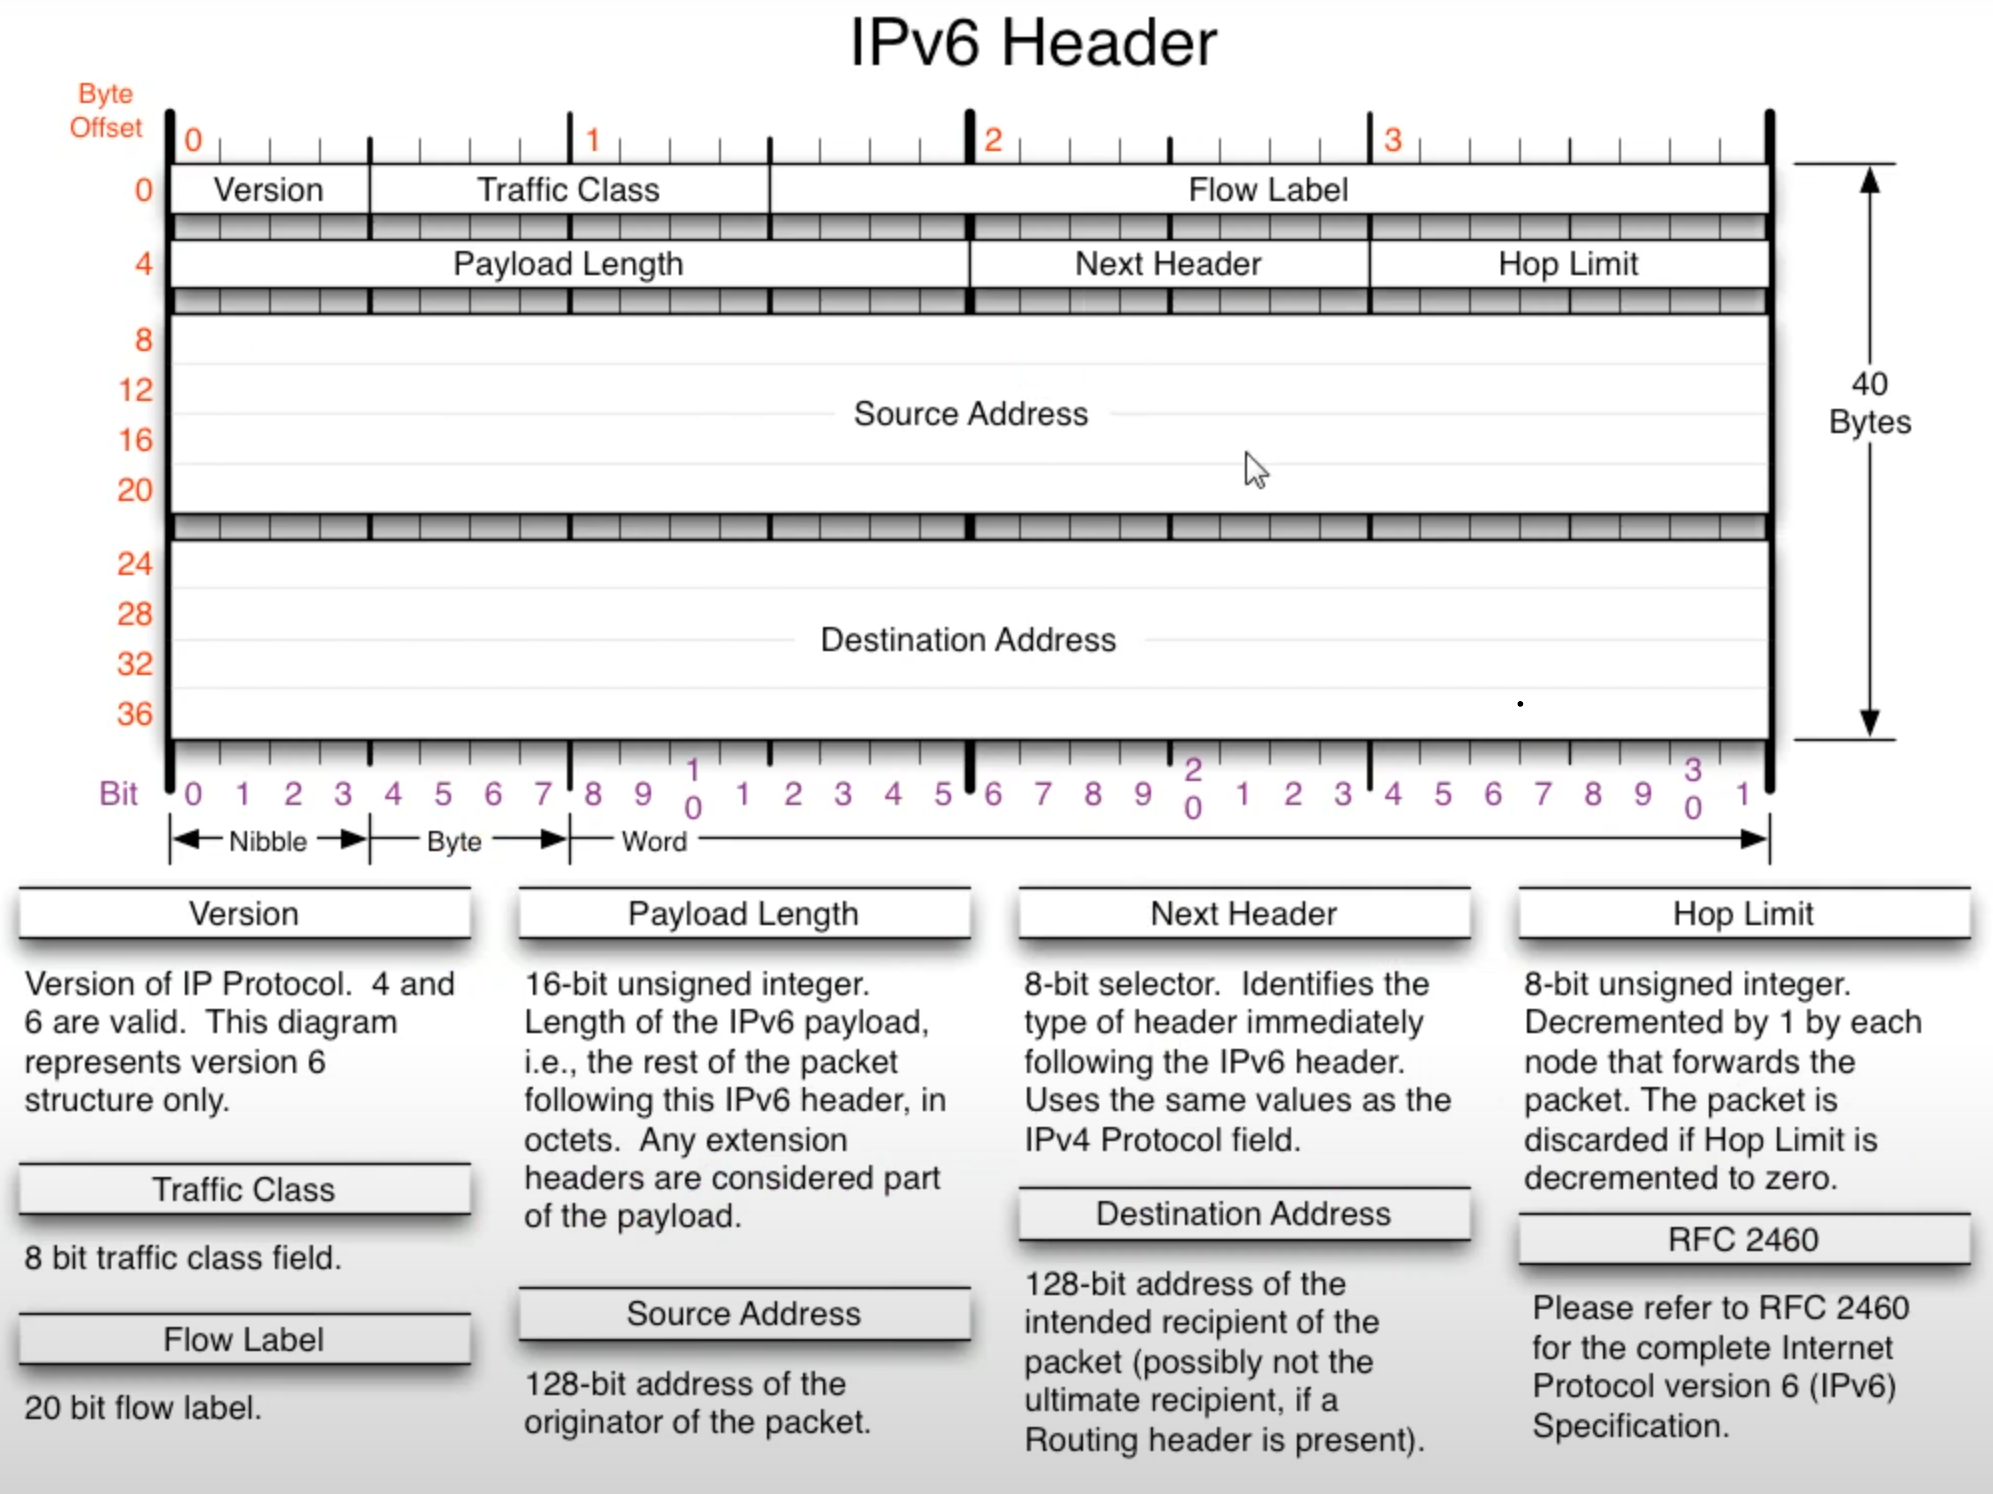 IPv6 Header
Byte
Offset
0 1 2 3
0 Version Traffic Class Flow Label
4 Payload Length Next Header Hop Limit
8
12
Source Address
16
20
40
Bytes
24
28
Destination Address
32
36
Bit 0 1 2 3 4 5 6 7 8 9 10 1 2 3 4 5 6 7 8 9 20 1 2 3 4 5 6 7 8 9 30 1
Nibble Byte Word
Version
Version of IP Protocol. 4 and
6 are valid. This diagram
represents version 6
structure only.
Traffic Class
8 bit traffic class field.
Flow Label
20 bit flow label.
Payload Length
16-bit unsigned integer.
Length of the IPv6 payload,
i.e., the rest of the packet
following this IPv6 header, in
octets. Any extension
headers are considered part
of the payload.
Source Address
128-bit address of the
originator of the packet.
Next Header
8-bit selector. Identifies the
type of header immediately
following the IPv6 header.
Uses the same values as the
IPv4 Protocol field.
Destination Address
128-bit address of the
intended recipient of the
packet (possibly not the
ultimate recipient, if a
Routing header is present).
Hop Limit
8-bit unsigned integer.
Decremented by 1 by each
node that forwards the
packet. The packet is
discarded if Hop Limit is
decremented to zero.
RFC 2460
Please refer to RFC 2460
for the complete Internet
Protocol version 6 (IPv6)
Specification.